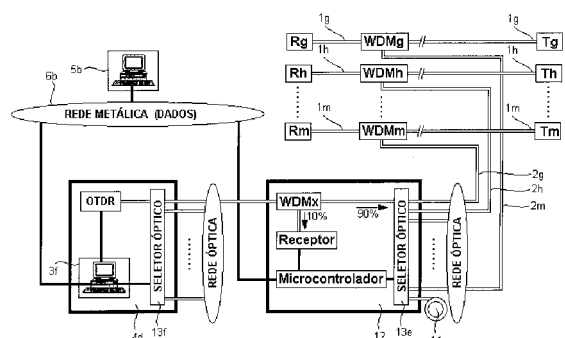 1g 1g
Rg WDMg Tg
1h
Rh WDMh Th
1m
Rm WDMm Tm
5b
6b
REDE METÁLICA (DADOS)
2g
2h
2m
OTDR
SELETOR ÓPTICO
REDE ÓPTICA
WDMx
10%
90%
Receptor
Microcontrolador
SELETOR ÓPTICO
REDE ÓPTICA
3f
13f
12
13e